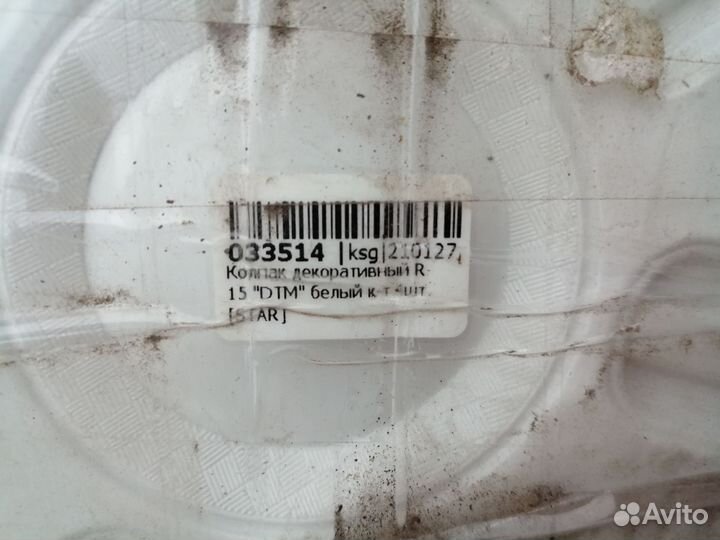 033514 |ksg|210127
Колпак декоративный R-
15 "DTM" белый к-т 4шт.
[STAR]
Avito